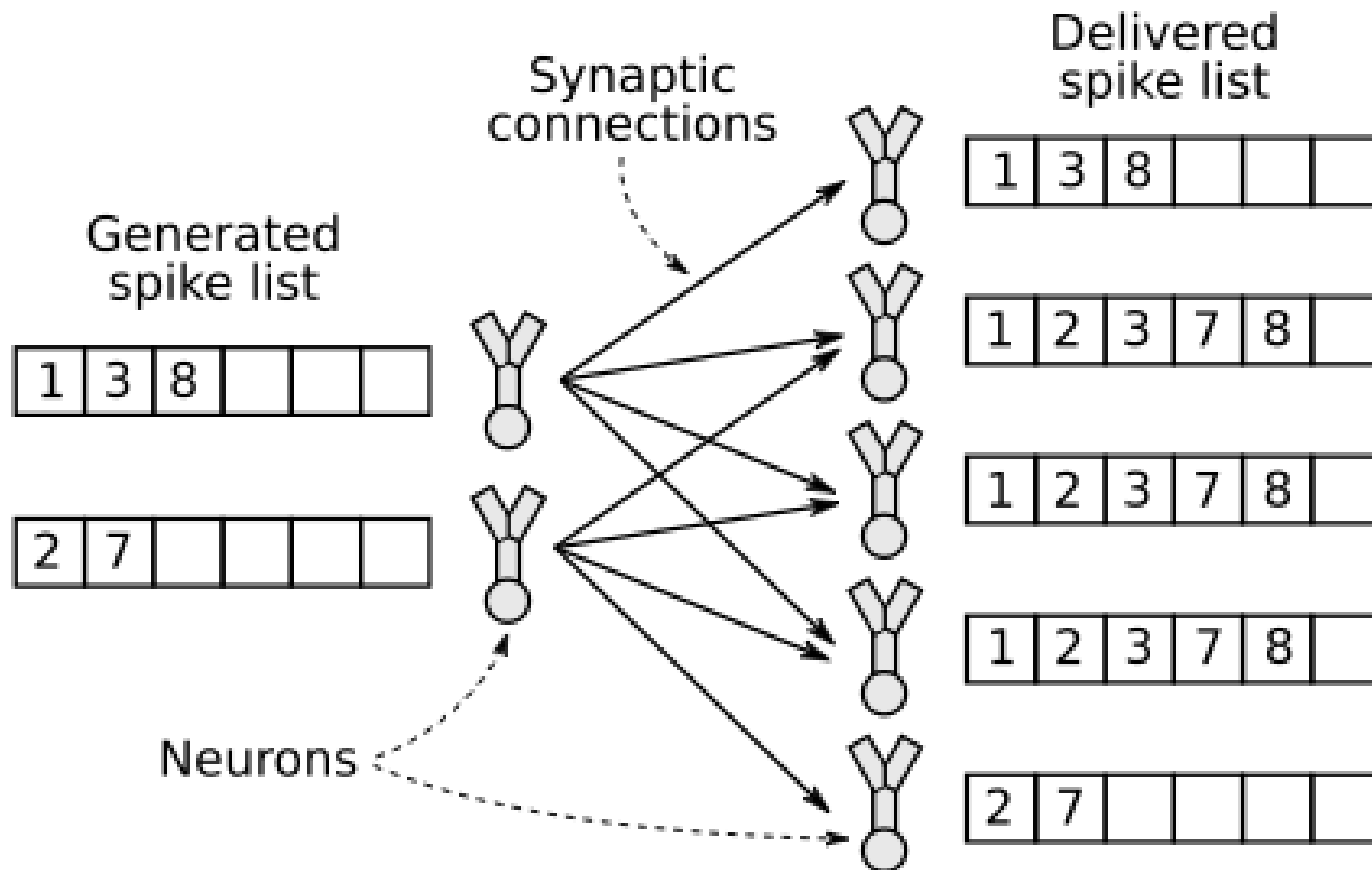 Synaptic
connections
Delivered
spike list
1 3 8
Generated
spike list
1 2 3 7 8
1 3 8
1 2 3 7 8
2 7
1 2 3 7 8
Neurons
2 7